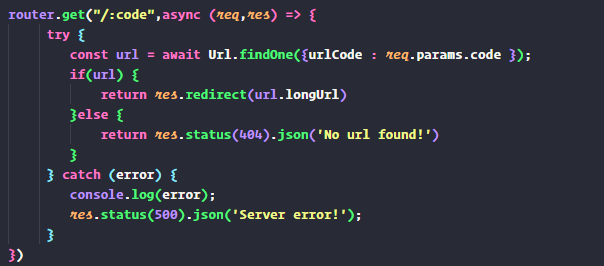 router.get("/:code",async (req,res) => {
try {
const url = await Url.findOne({urlCode : req.params.code });
if(url) {
return res.redirect(url.longUrl)
}else {
return res.status(404).json('No url found!')
}
} catch (error) {
console.log(error);
res.status(500).json('Server error!');
}
})